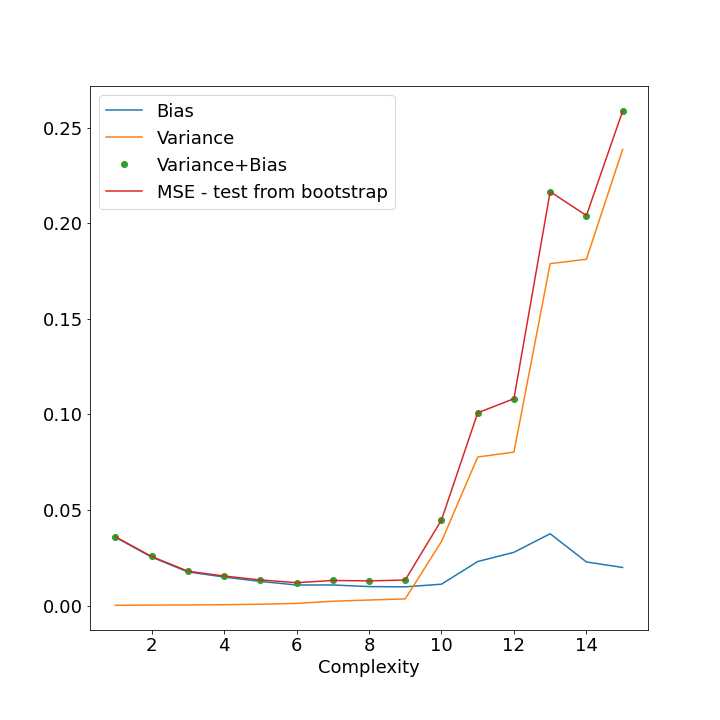 Bias
Variance
Variance+Bias
MSE - test from bootstrap
0.25
0.20
0.15
0.10
0.05
0.00
2 4 6 8 10 12 14
Complexity